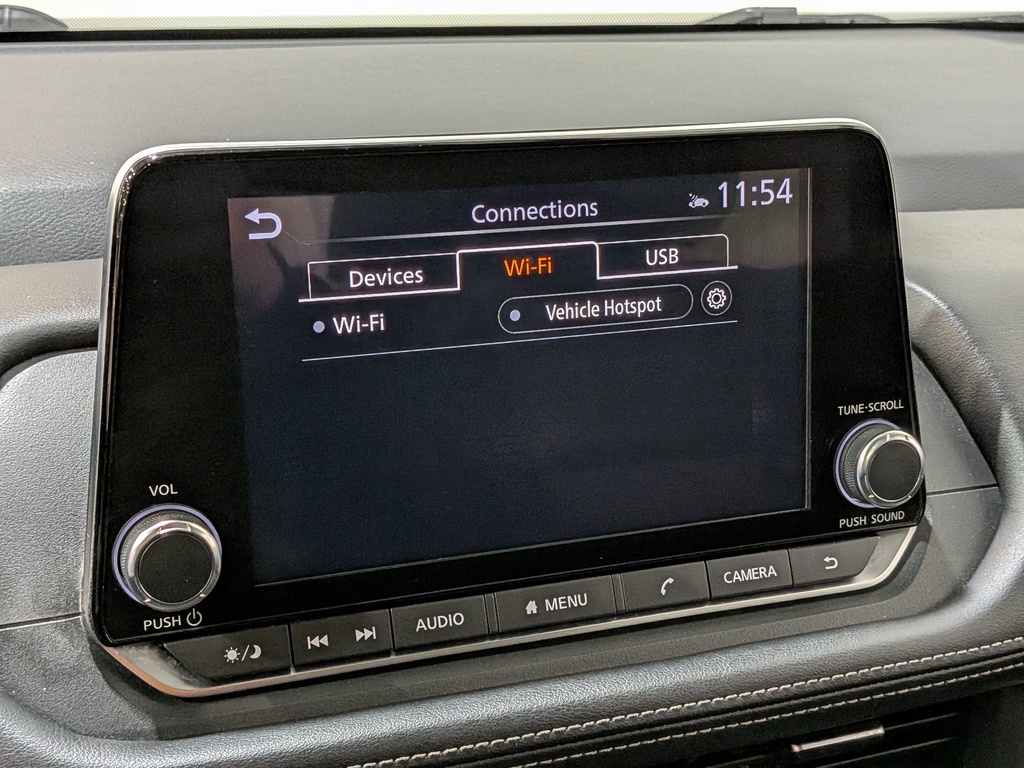 Connections
11:54
Devices
Wi-Fi
USB
Wi-Fi
Vehicle Hotspot
TUNE·SCROLL
VOL
PUSH SOUND
PUSH
AUDIO
MENU
CAMERA